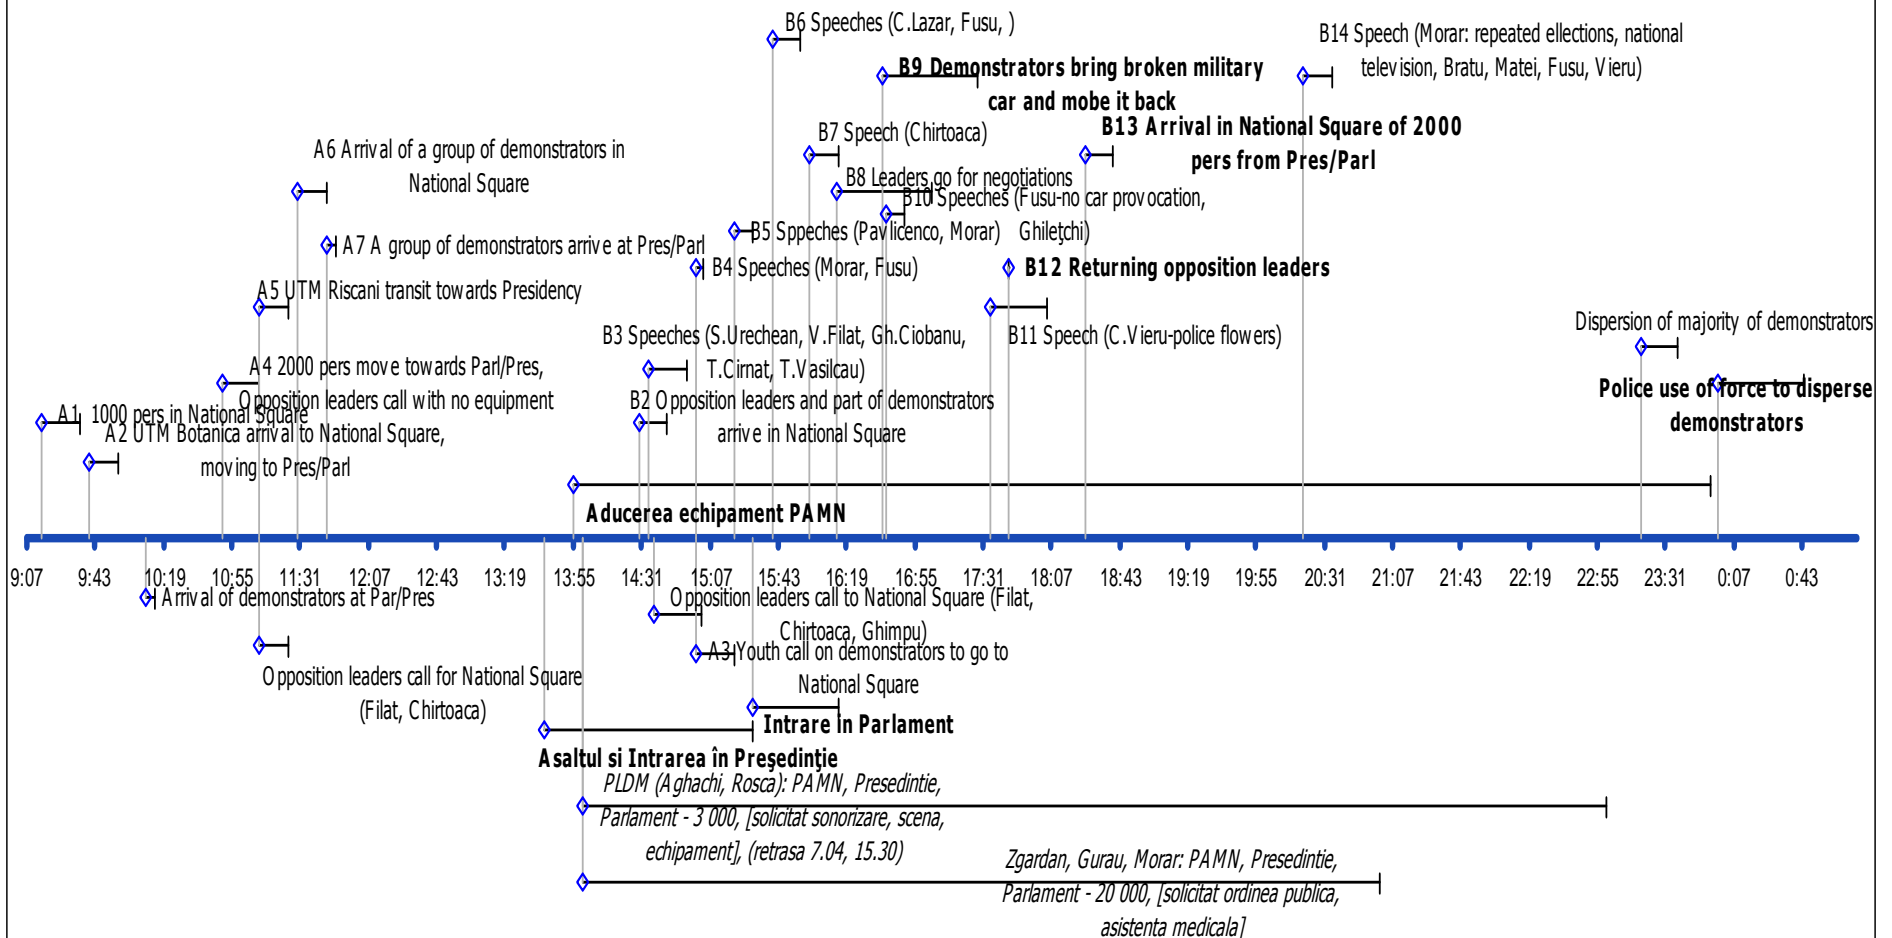 B6 Speeches (C.Lazar, Fusu, )
B14 Speech (Morar: repeated ellections, national
television, Bratu, Matei, Fusu, Vieru)
B9 Demonstrators bring broken military
car and mobe it back
B7 Speech (Chirtoaca)
B13 Arrival in National Square of 2000
pers from Pres/Parl
A6 Arrival of a group of demonstrators in
National Square
B8 Leaders go for negotiations
B10 Speeches (Fusu-no car provocation,
Ghileţchi)
B5 Sppeches (Pavlicenco, Morar)
A7 A group of demonstrators arrive at Pres/Parl
B4 Speeches (Morar, Fusu)
B12 Returning opposition leaders
A5 UTM Riscani transit towards Presidency
B11 Speech (C.Vieru-police flowers)
Dispersion of majority of demonstrators
B3 Speeches (S.Urechean, V.Filat, Gh.Ciobanu,
T.Cirnat, T.Vasilcau)
A4 2000 pers move towards Parl/Pres,
Opposition leaders call with no equipment
Police use of force to disperse
demonstrators
B2 Opposition leaders and part of demonstrators
arrive in National Square
A1 1000 pers in National Square
A2 UTM Botanica arrival to National Square,
moving to Pres/Parl
Aducerea echipament PAMN
9:07 9:43 10:19 10:55 11:31 12:07 12:43 13:19 13:55 14:31 15:07 15:43 16:19 16:55 17:31 18:07 18:43 19:19 19:55 20:31 21:07 21:43 22:19 22:55 23:31 0:07 0:43
Arrival of demonstrators at Par/Pres
Opposition leaders call to National Square (Filat,
Chirtoaca, Ghimpu)
A3 Youth call on demonstrators to go to
National Square
Opposition leaders call for National Square
(Filat, Chirtoaca)
Intrare in Parlament
Asaltul si Intrarea în Preşedinţie
PLDM (Aghachi, Rosca): PAMN, Presedintie,
Parlament - 3 000, [solicitat sonorizare, scena,
echipament], (retrasa 7.04, 15.30)
Zgardan, Gurau, Morar: PAMN, Presedintie,
Parlament - 20 000, [solicitat ordinea publica,
asistenta medicala]